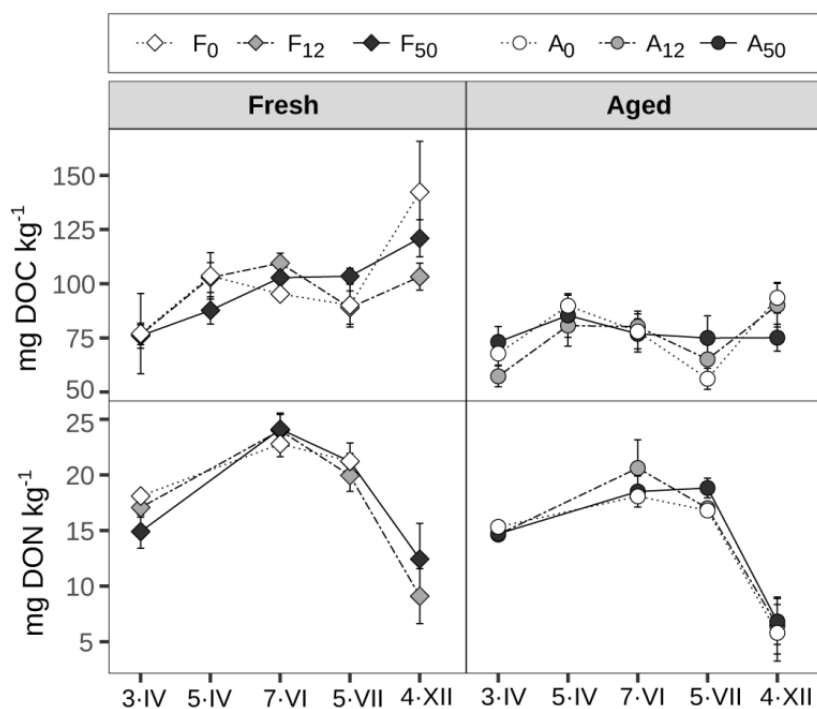 F0 F12 F50 A0 A12 A50
Fresh Aged
mg DOC kg-1
150
125
100
75
50
mg DON kg-1
25
20
15
10
5
3·IV 5·IV 7·VI 5·VII 4·XII 3·IV 5·IV 7·VI 5·VII 4·XII